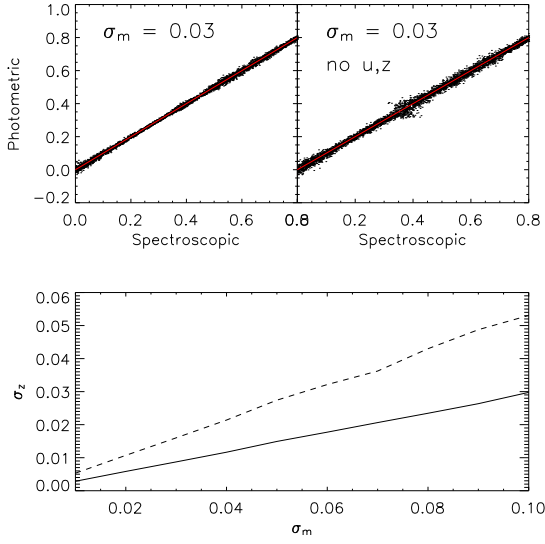 1.0
0.8
0.6
0.4
0.2
0.0
−0.2
Photometric
σm = 0.03
σm = 0.03
no u,z
0.0 0.2 0.4 0.6 0.8
0.2 0.4 0.6 0.8
Spectroscopic
Spectroscopic
0.06
0.05
0.04
0.03
0.02
0.01
0.00
σz
0.02 0.04 0.06 0.08 0.10
σm